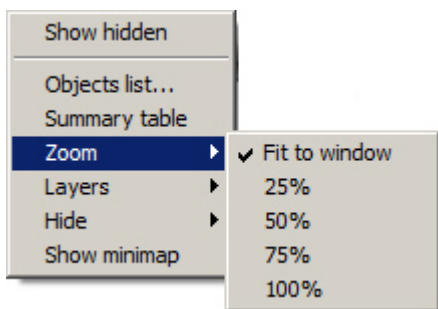 Show hidden
Objects list...
Summary table
Zoom
Layers
Hide
Show minimap
Fit to window
25%
50%
75%
100%